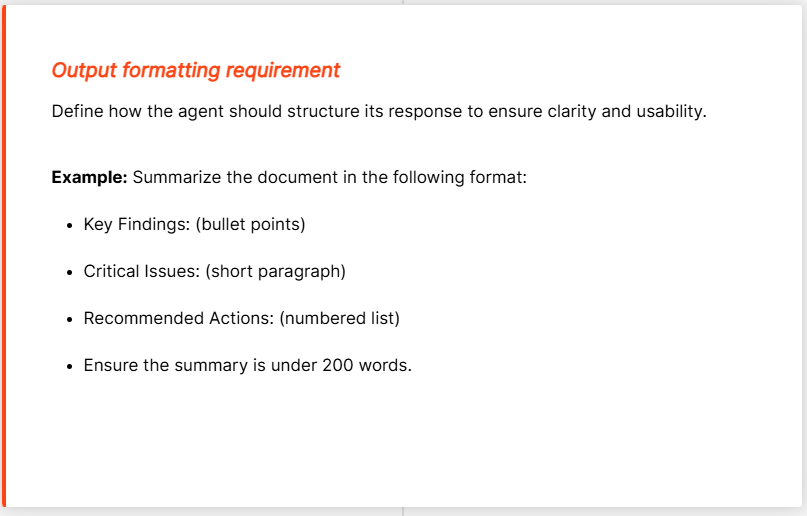 Output formatting requirement
Define how the agent should structure its response to ensure clarity and usability.
Example: Summarize the document in the following format:
• Key Findings: (bullet points)
• Critical Issues: (short paragraph)
• Recommended Actions: (numbered list)
• Ensure the summary is under 200 words.